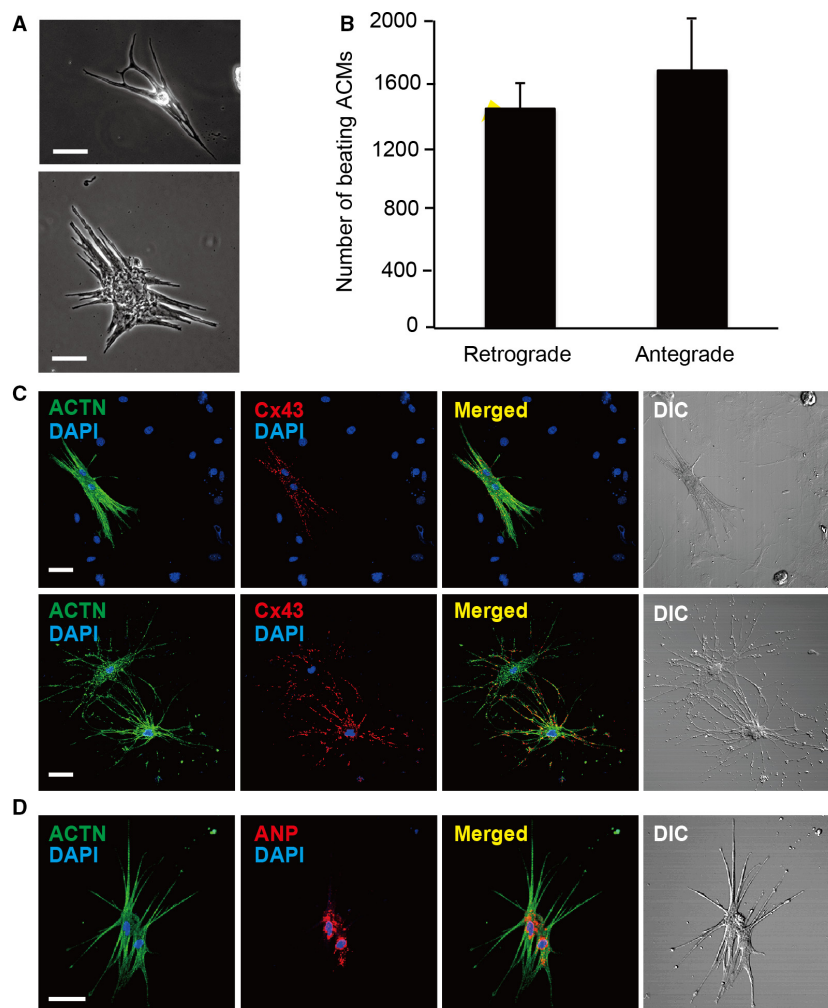 A
B
Number of beating ACMs
2000
1600
1200
800
400
0
Retrograde
Antegrade
C
ACTN
DAPI
Cx43
DAPI
Merged
DIC
ACTN
DAPI
Cx43
DAPI
Merged
DIC
D
ACTN
DAPI
ANP
DAPI
Merged
DIC